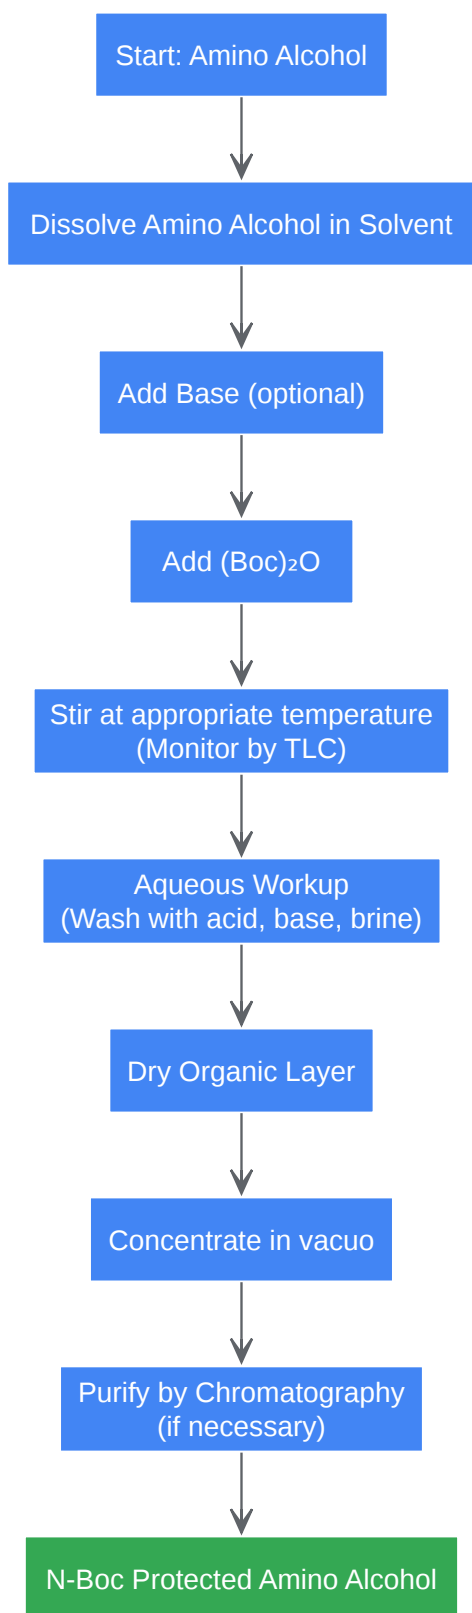 Start: Amino Alcohol
Dissolve Amino Alcohol in Solvent
Add Base (optional)
Add (Boc)₂O
Stir at appropriate temperature
(Monitor by TLC)
Aqueous Workup
(Wash with acid, base, brine)
Dry Organic Layer
Concentrate in vacuo
Purify by Chromatography
(if necessary)
N-Boc Protected Amino Alcohol